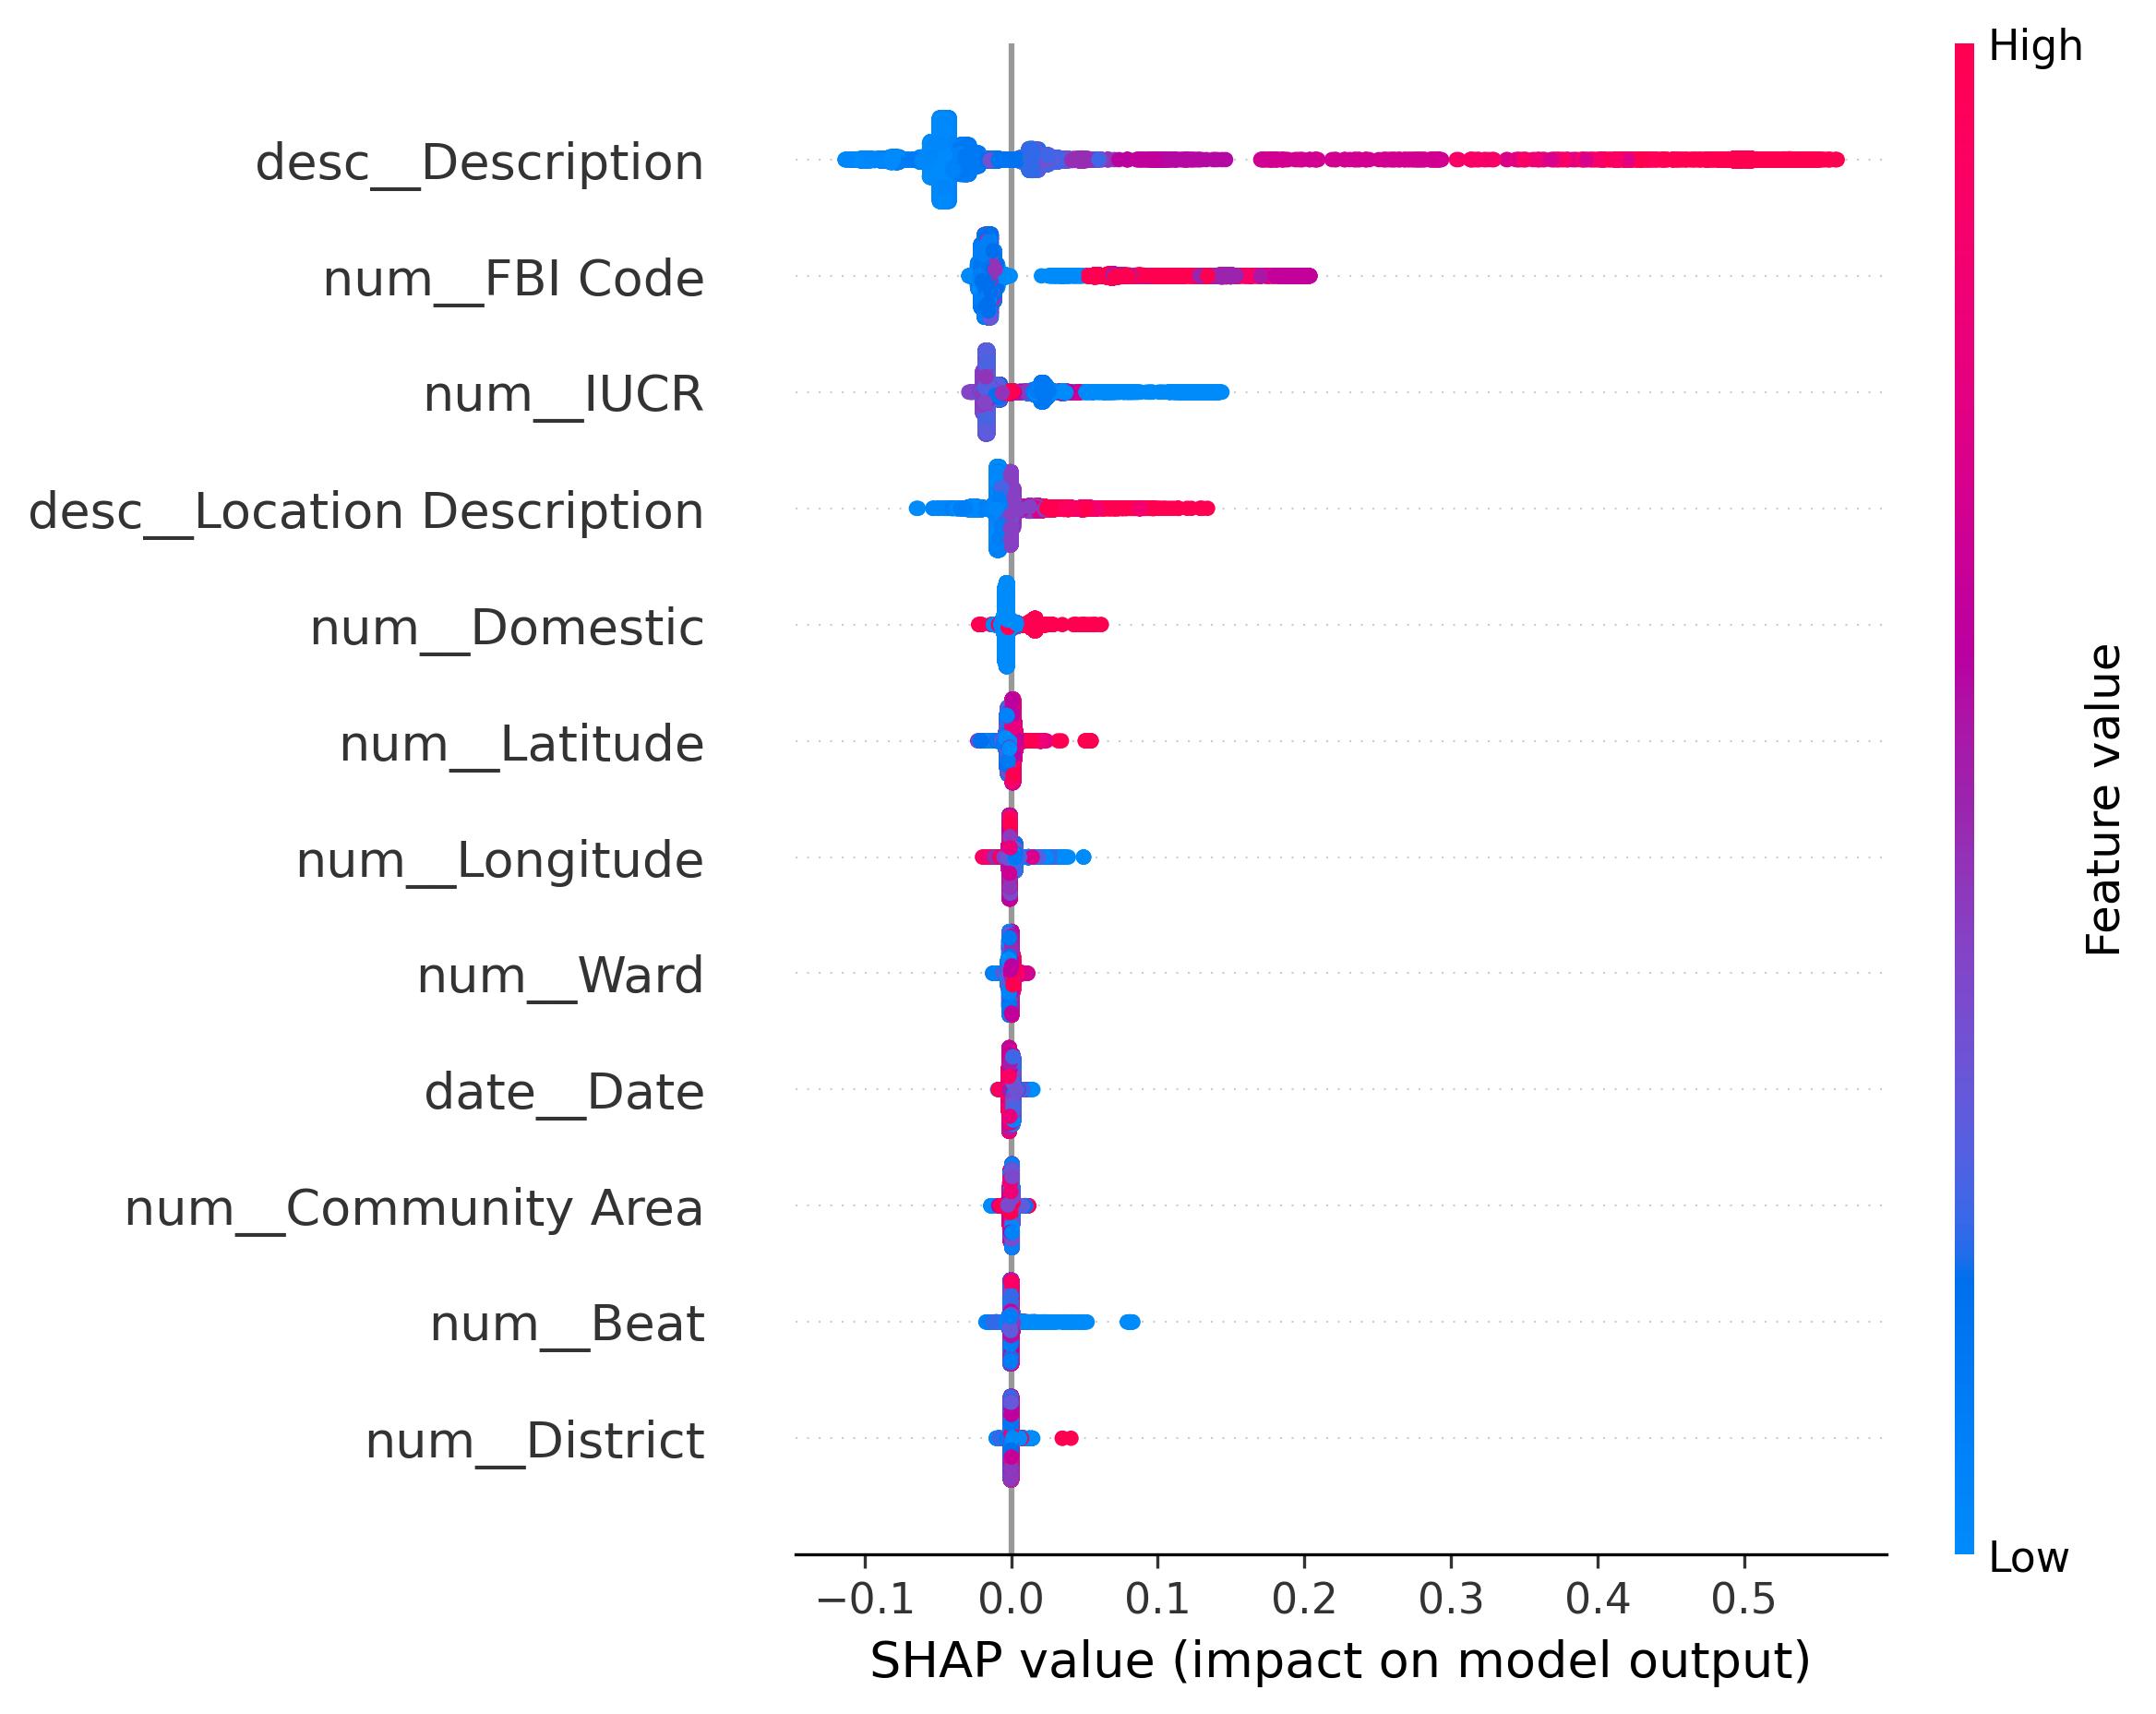 High
desc__Description
num__FBI Code
num__IUCR
desc__Location Description
num__Domestic
num__Latitude
num__Longitude
num__Ward
date__Date
num__Community Area
num__Beat
num__District
Feature value
Low
−0.1 0.0 0.1 0.2 0.3 0.4 0.5
SHAP value (impact on model output)